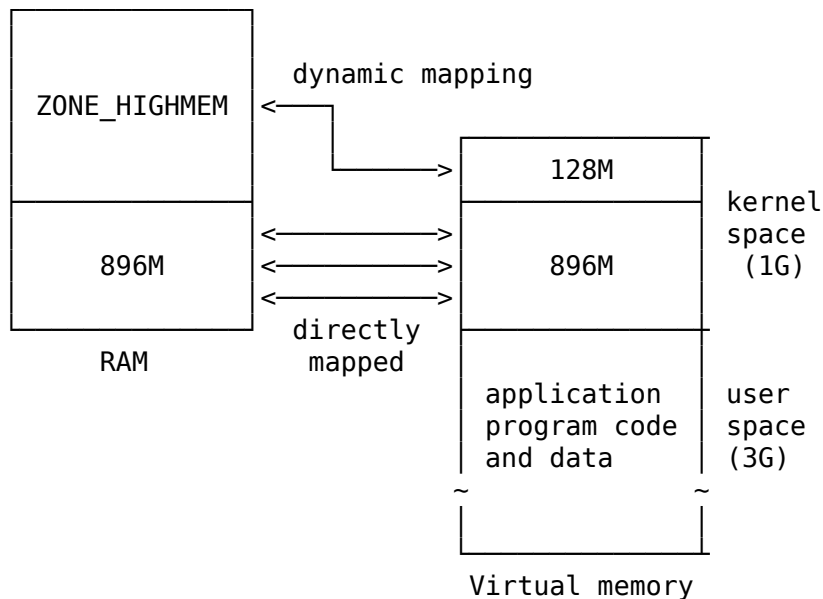 dynamic mapping
ZONE_HIGHMEM
128M
kernel
space
(1G)
896M
896M
directly
mapped
RAM
application
program code
and data
user
space
(3G)
~
~
Virtual memory